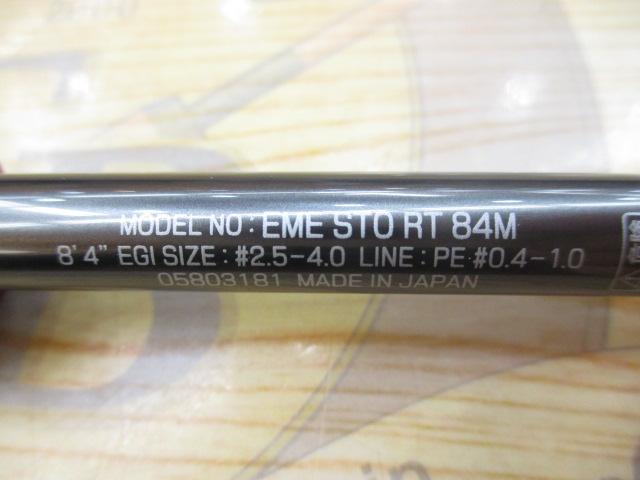 MODEL NO : EME STO RT 84M
8'4" EGI SIZE : #2.5-4.0 LINE : PE #0.4-1.0
05803181 MADE IN JAPAN
in